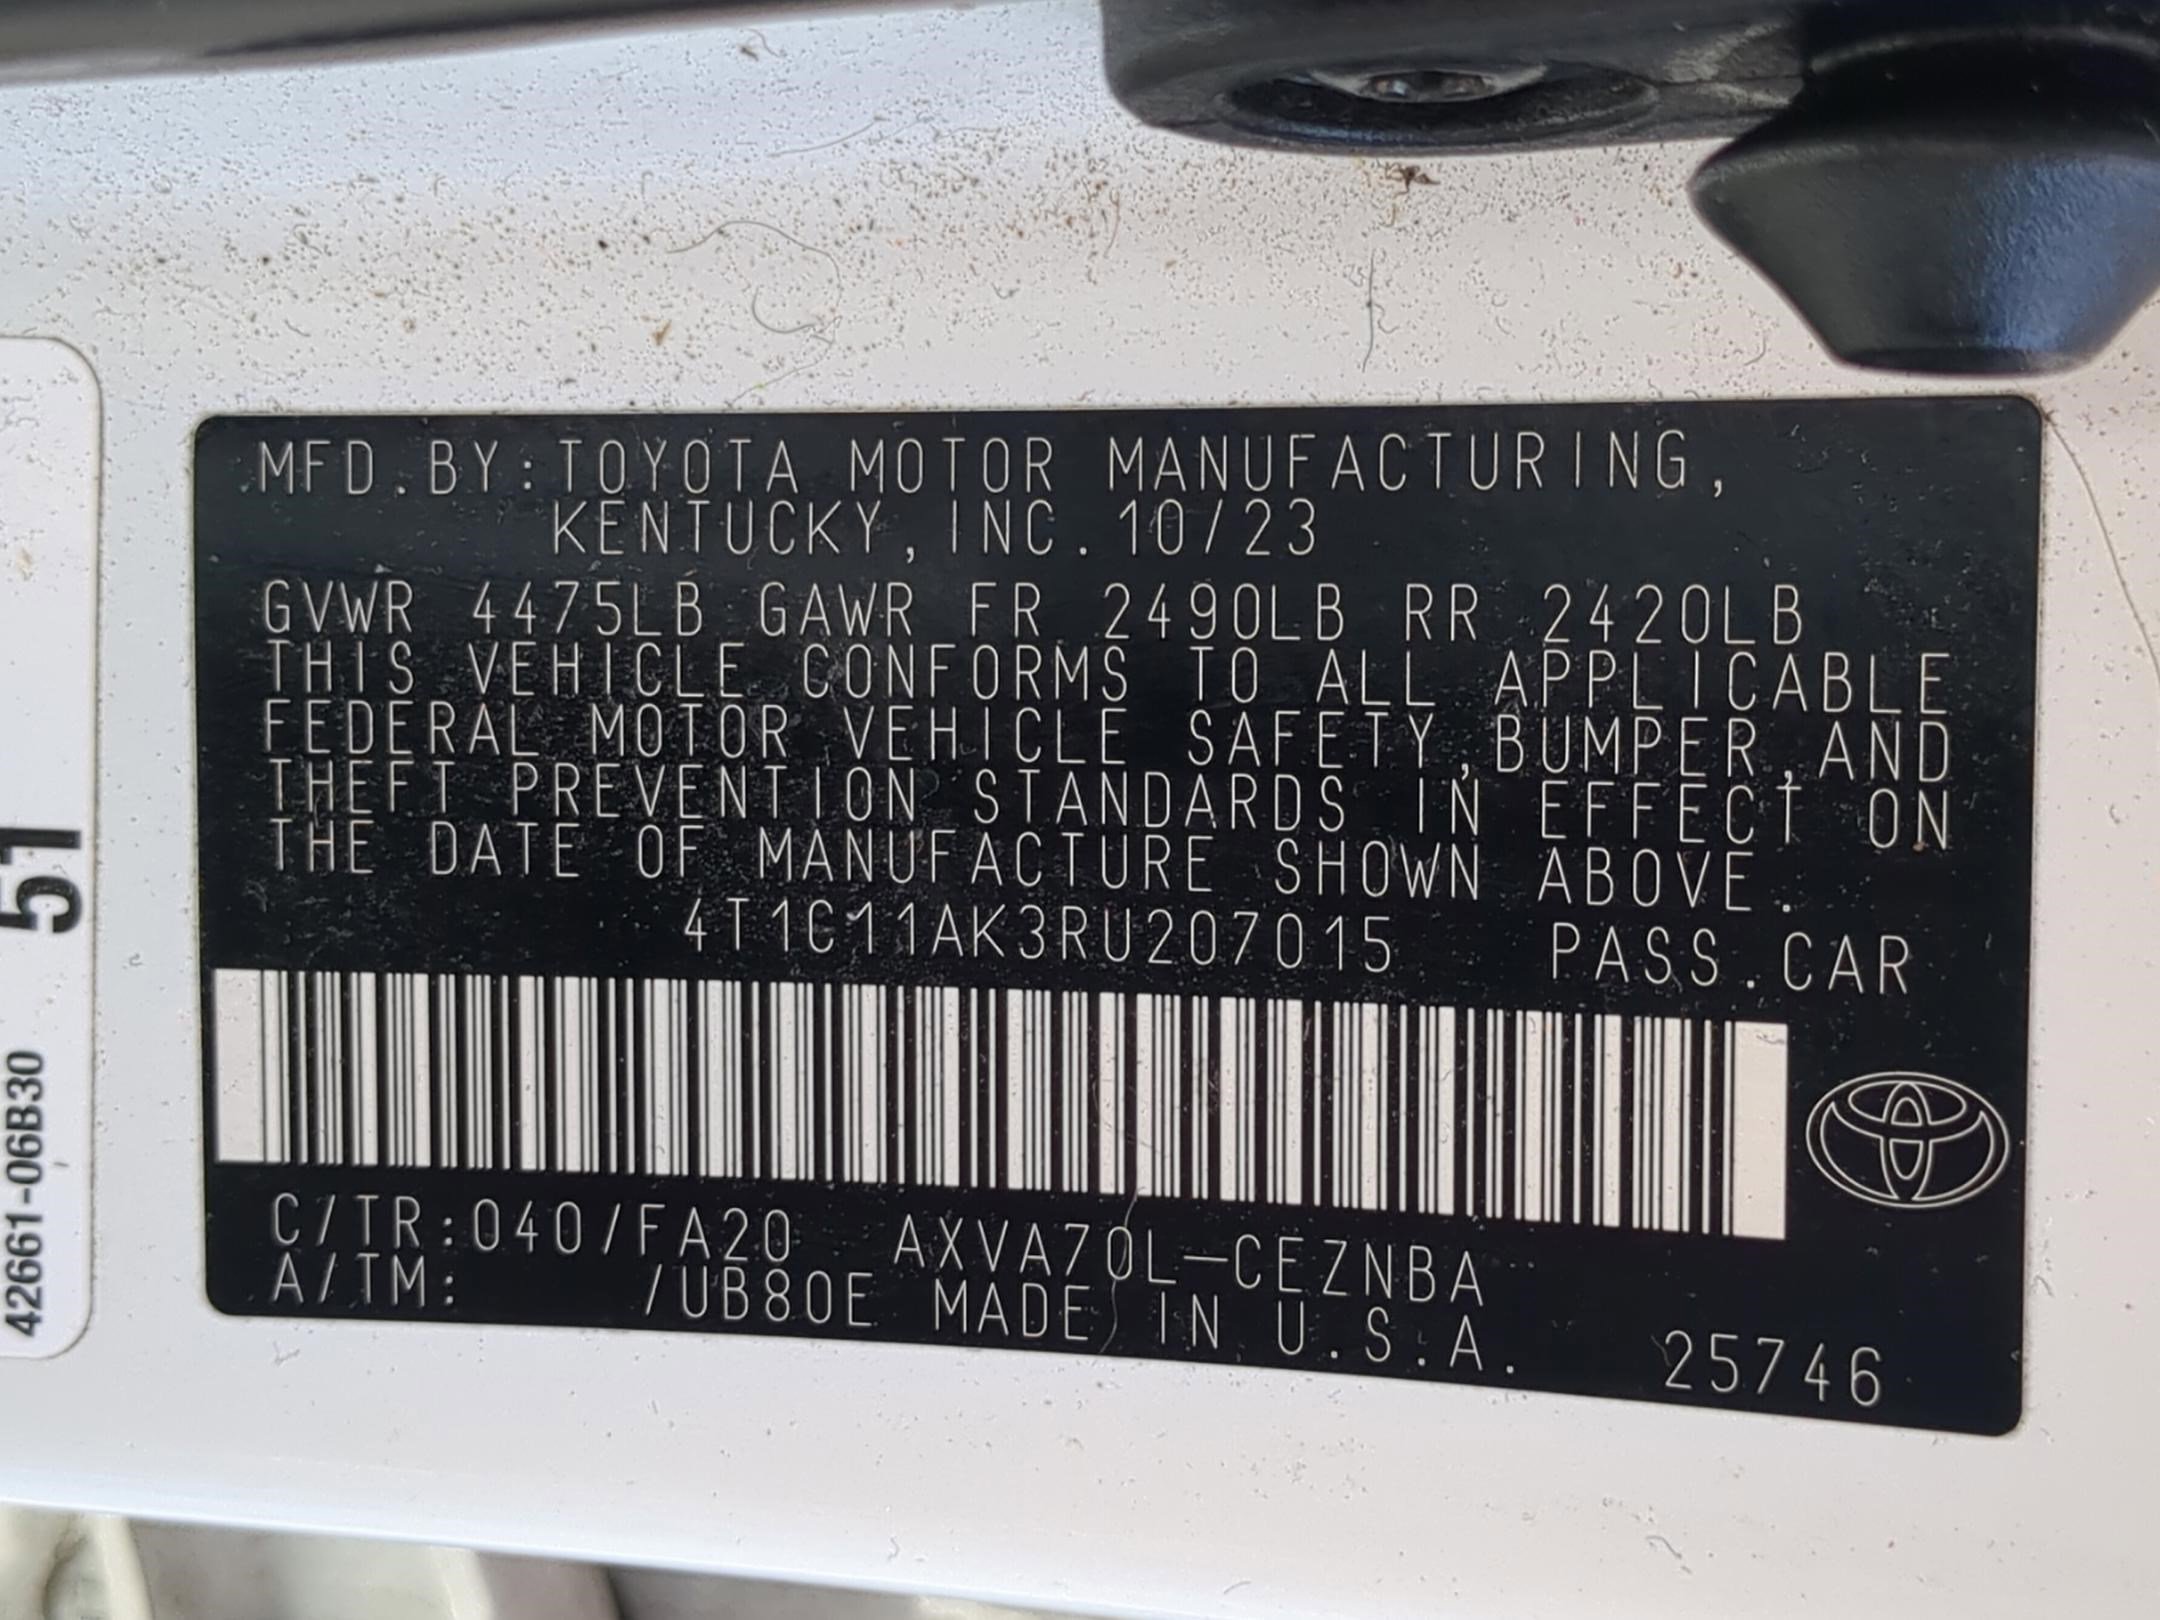 MFD.BY:TOYOTA MOTOR MANUFACTURING,
KENTUCKY,INC.10/23
GVWR 4475LB GAWR FR 2490LB RR 2420LB
THIS VEHICLE CONFORMS TO ALL APPLICABLE
FEDERAL MOTOR VEHICLE SAFETY,BUMPER,AND
THEFT PREVENTION STANDARDS IN EFFECT ON
THE DATE OF MANUFACTURE SHOWN ABOVE.
4T1C11AK3RU207015 PASS.CAR
C/TR:040/FA20 AXVA70L-CEZNBA
A/TM: /UB80E MADE IN U.S.A. 25746
51
42661-06B30